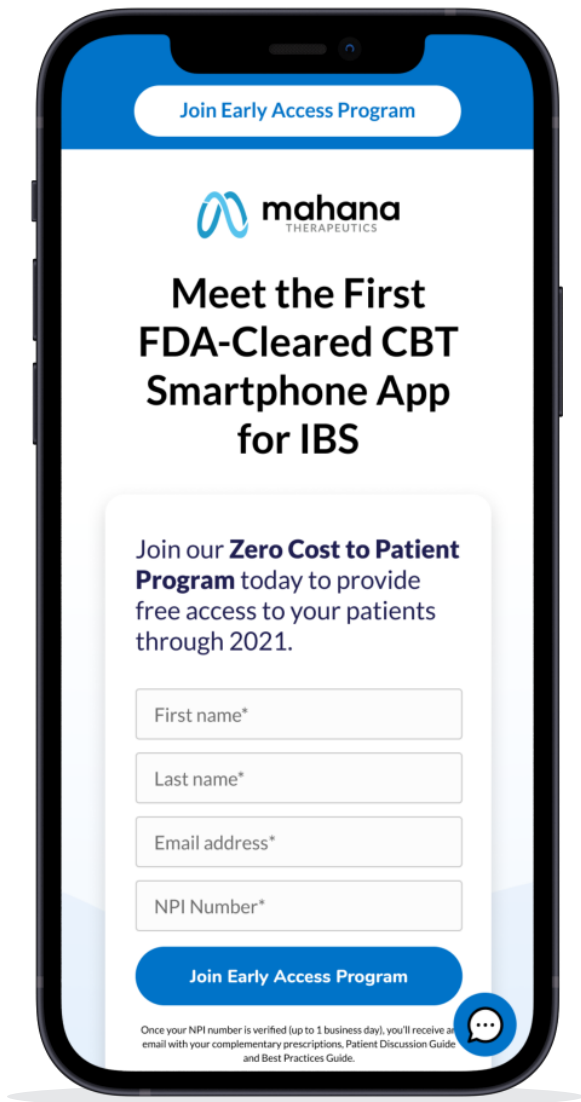 Join Early Access Program
mahana
THERAPEUTICS
Meet the First
FDA-Cleared CBT
Smartphone App
for IBS
Join our Zero Cost to Patient
Program today to provide
free access to your patients
through 2021.
First name*
Last name*
Email address*
NPI Number*
Join Early Access Program
Once your NPI number is verified (up to 1 business day), you'll receive an
email with your complementary prescriptions, Patient Discussion Guide
and Best Practices Guide.